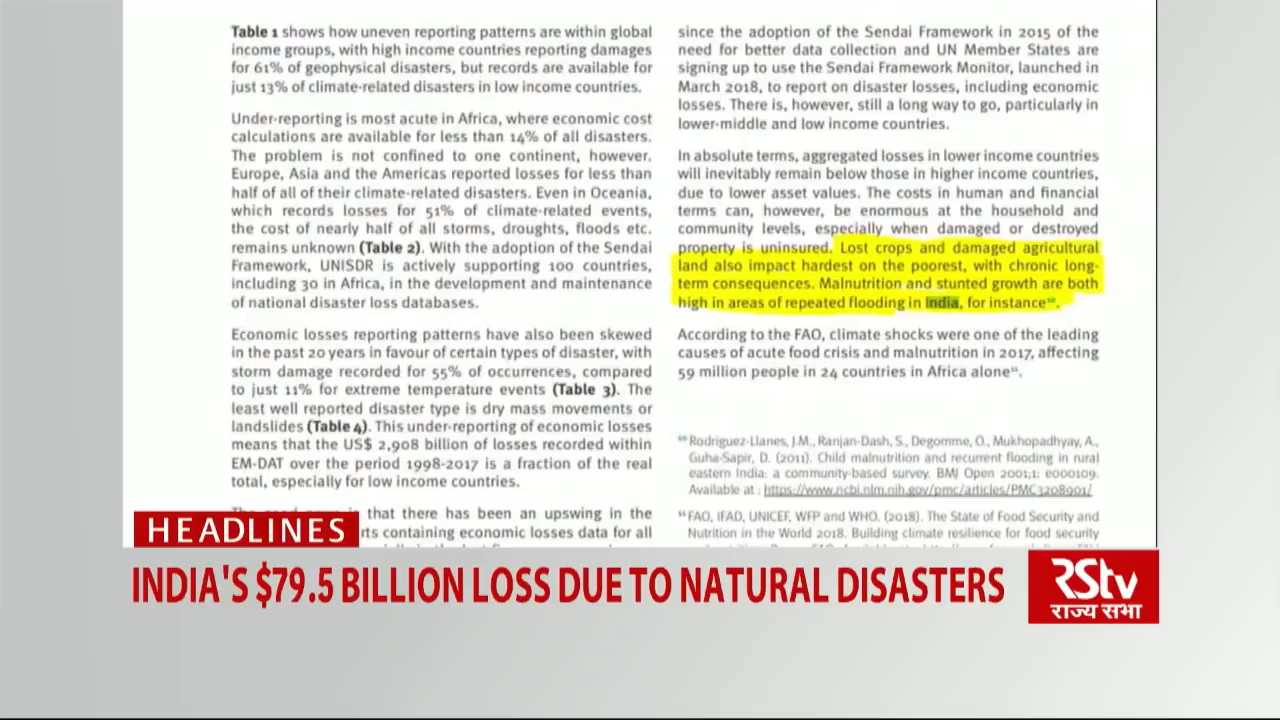 Table 1 shows how uneven reporting patterns are within global
income groups, with high income countries reporting damages
for 61% of geophysical disasters, but records are available for
just 13% of climate-related disasters in low income countries.
Under-reporting is most acute in Africa, where economic cost
calculations are available for less than 14% of all disasters.
The problem is not confined to one continent, however.
Europe, Asia and the Americas reported losses for less than
half of all of their climate-related disasters. Even in Oceania,
which records losses for 51% of climate-related events,
the cost of nearly half of all storms, droughts, floods etc.
remains unknown (Table 2). With the adoption of the Sendai
Framework, UNISDR is actively supporting 100 countries,
including 30 in Africa, in the development and maintenance
of national disaster loss databases.
Economic losses reporting patterns have also been skewed
in the past 20 years in favour of certain types of disaster, with
storm damage recorded for 55% of occurrences, compared
to just 11% for extreme temperature events (Table 3). The
least well reported disaster type is dry mass movements or
landslides (Table 4). This under-reporting of economic losses
means that the US$ 2,908 billion of losses recorded within
EM-DAT over the period 1998-2017 is a fraction of the real
total, especially for low income countries.
that there has been an upswing in the
containing economic losses data for all
since the adoption of the Sendai Framework in 2015 of the
need for better data collection and UN Member States are
signing up to use the Sendai Framework Monitor, launched in
March 2018, to report on disaster losses, including economic
losses. There is, however, still a long way to go, particularly in
lower-middle and low income countries.
In absolute terms, aggregated losses in lower income countries
will inevitably remain below those in higher income countries,
due to lower asset values. The costs in human and financial
terms can, however, be enormous at the household and
community levels, especially when damaged or destroyed
property is uninsured. Lost crops and damaged agricultural
land also impact hardest on the poorest, with chronic long-
term consequences. Malnutrition and stunted growth are both
high in areas of repeated flooding in India, for instance¹⁰.
According to the FAO, climate shocks were one of the leading
causes of acute food crisis and malnutrition in 2017, affecting
59 million people in 24 countries in Africa alone¹¹.
¹⁰ Rodriguez-Llanes, J.M., Ranjan-Dash, S., Degomme, O., Mukhopadhyay, A.,
Guha-Sapir, D. (2011). Child malnutrition and recurrent flooding in rural
eastern India: a community-based survey. BMJ Open 2001;1: e000109.
Available at : https://www.ncbi.nlm.nih.gov/pmc/articles/PMC3208901/
¹¹ FAO, IFAD, UNICEF, WFP and WHO. (2018). The State of Food Security and
Nutrition in the World 2018. Building climate resilience for food security
HEADLINES
INDIA'S $79.5 BILLION LOSS DUE TO NATURAL DISASTERS
RSTV
राज्य सभा